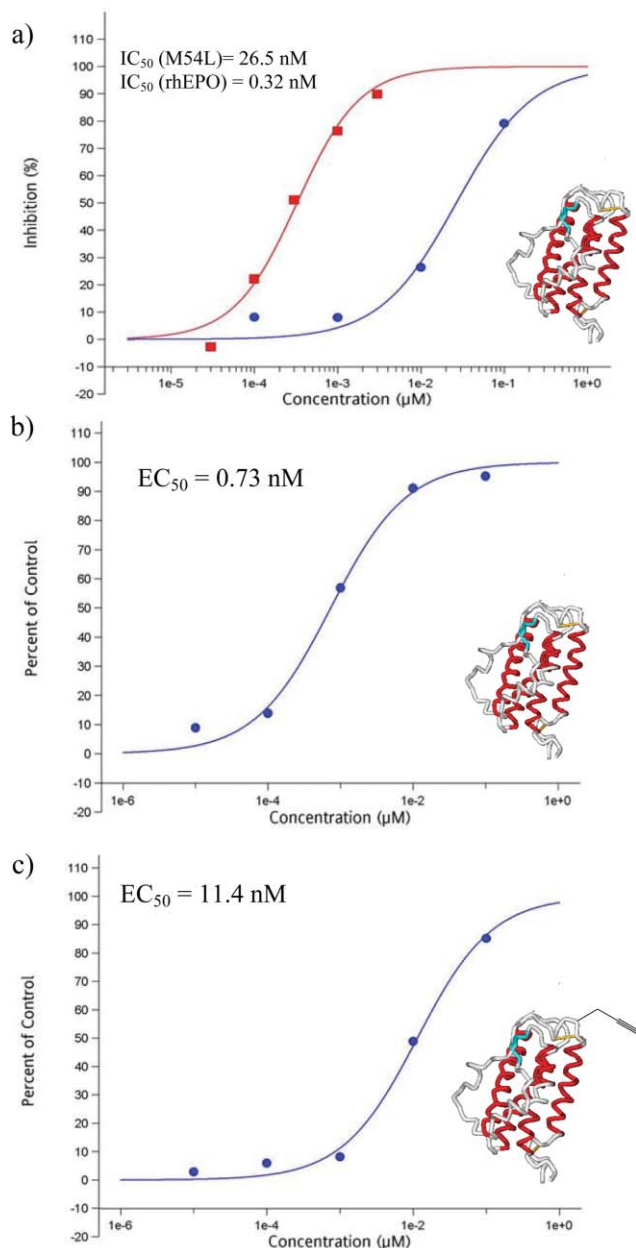 a)
IC50 (M54L)= 26.5 nM
IC50 (rhEPO) = 0.32 nM
110
100
90
80
70
60
50
40
30
20
10
0
-10
-20
Inhibition (%)
1e-5 1e-4 1e-3 1e-2 1e-1 1e+0
Concentration (µM)
b)
EC50 = 0.73 nM
110
100
90
80
70
60
50
40
30
20
10
0
-10
-20
Percent of Control
1e-6 1e-4 1e-2 1e+0
Concentration (µM)
c)
EC50 = 11.4 nM
110
100
90
80
70
60
50
40
30
20
10
0
-10
-20
Percent of Control
1e-6 1e-4 1e-2 1e+0
Concentration (µM)